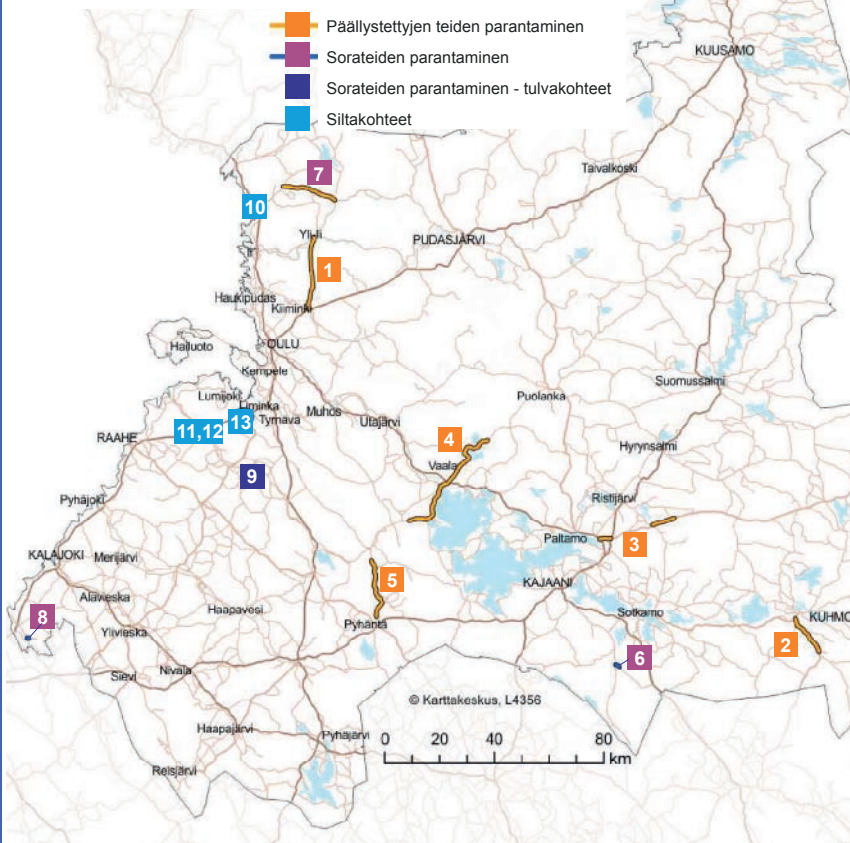 Päällystettyjen teiden parantaminen
Sorateiden parantaminen
Sorateiden parantaminen - tulvakohteet
Siltakohteet
KUUSAMO
Taivalkoski
7
10
Yli-Ii
PUDASJÄRVI
Ii
1
Haukipudas
Kiiminki
OULU
Hailuoto
Kempele
Lumijoki
Liminka
Tyrnävä
Muhos
Utajärvi
Puolanka
Suomussalmi
11,12
13
RAAHE
4
Vaala
Hyrynsalmi
9
Pyhäjoki
Ristijärvi
Paltamo
3
KALAJOKI
Merijärvi
5
KAJAANI
Alavieska
Haapavesi
Sotkamo
8
Pyhäntä
KUHMO
Ylivieska
2
6
Sievi
Nivala
© Karttakeskus, L4356
Haapajärvi
Pyhäjärvi
0 20 40 80
km
Reisjärvi